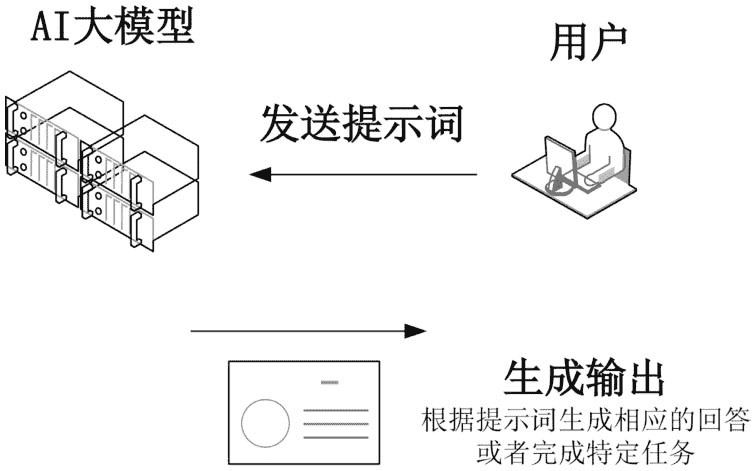 AI大模型
用户
发送提示词
生成输出
根据提示词生成相应的回答
或者完成特定任务